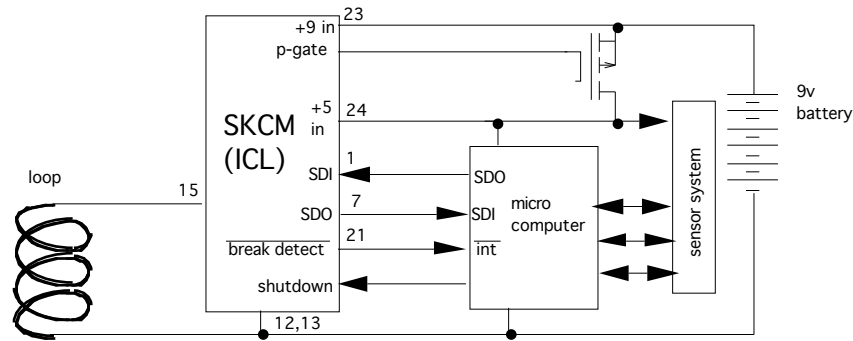 23
+9 in
p-gate
9v
battery
+5
in
24
SKCM
(ICL)
SDI
1
SDO
loop
15
SDO
7
SDI
micro
computer
sensor system
break detect
21
int
shutdown
12,13